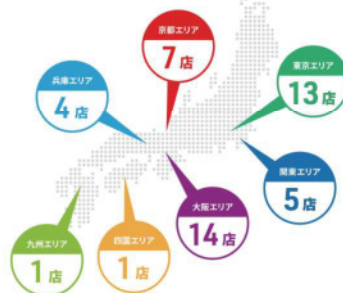 京都エリア
7店
兵庫エリア
4店
東京エリア
13店
関東エリア
5店
大阪エリア
14店
四国エリア
1店
九州エリア
1店